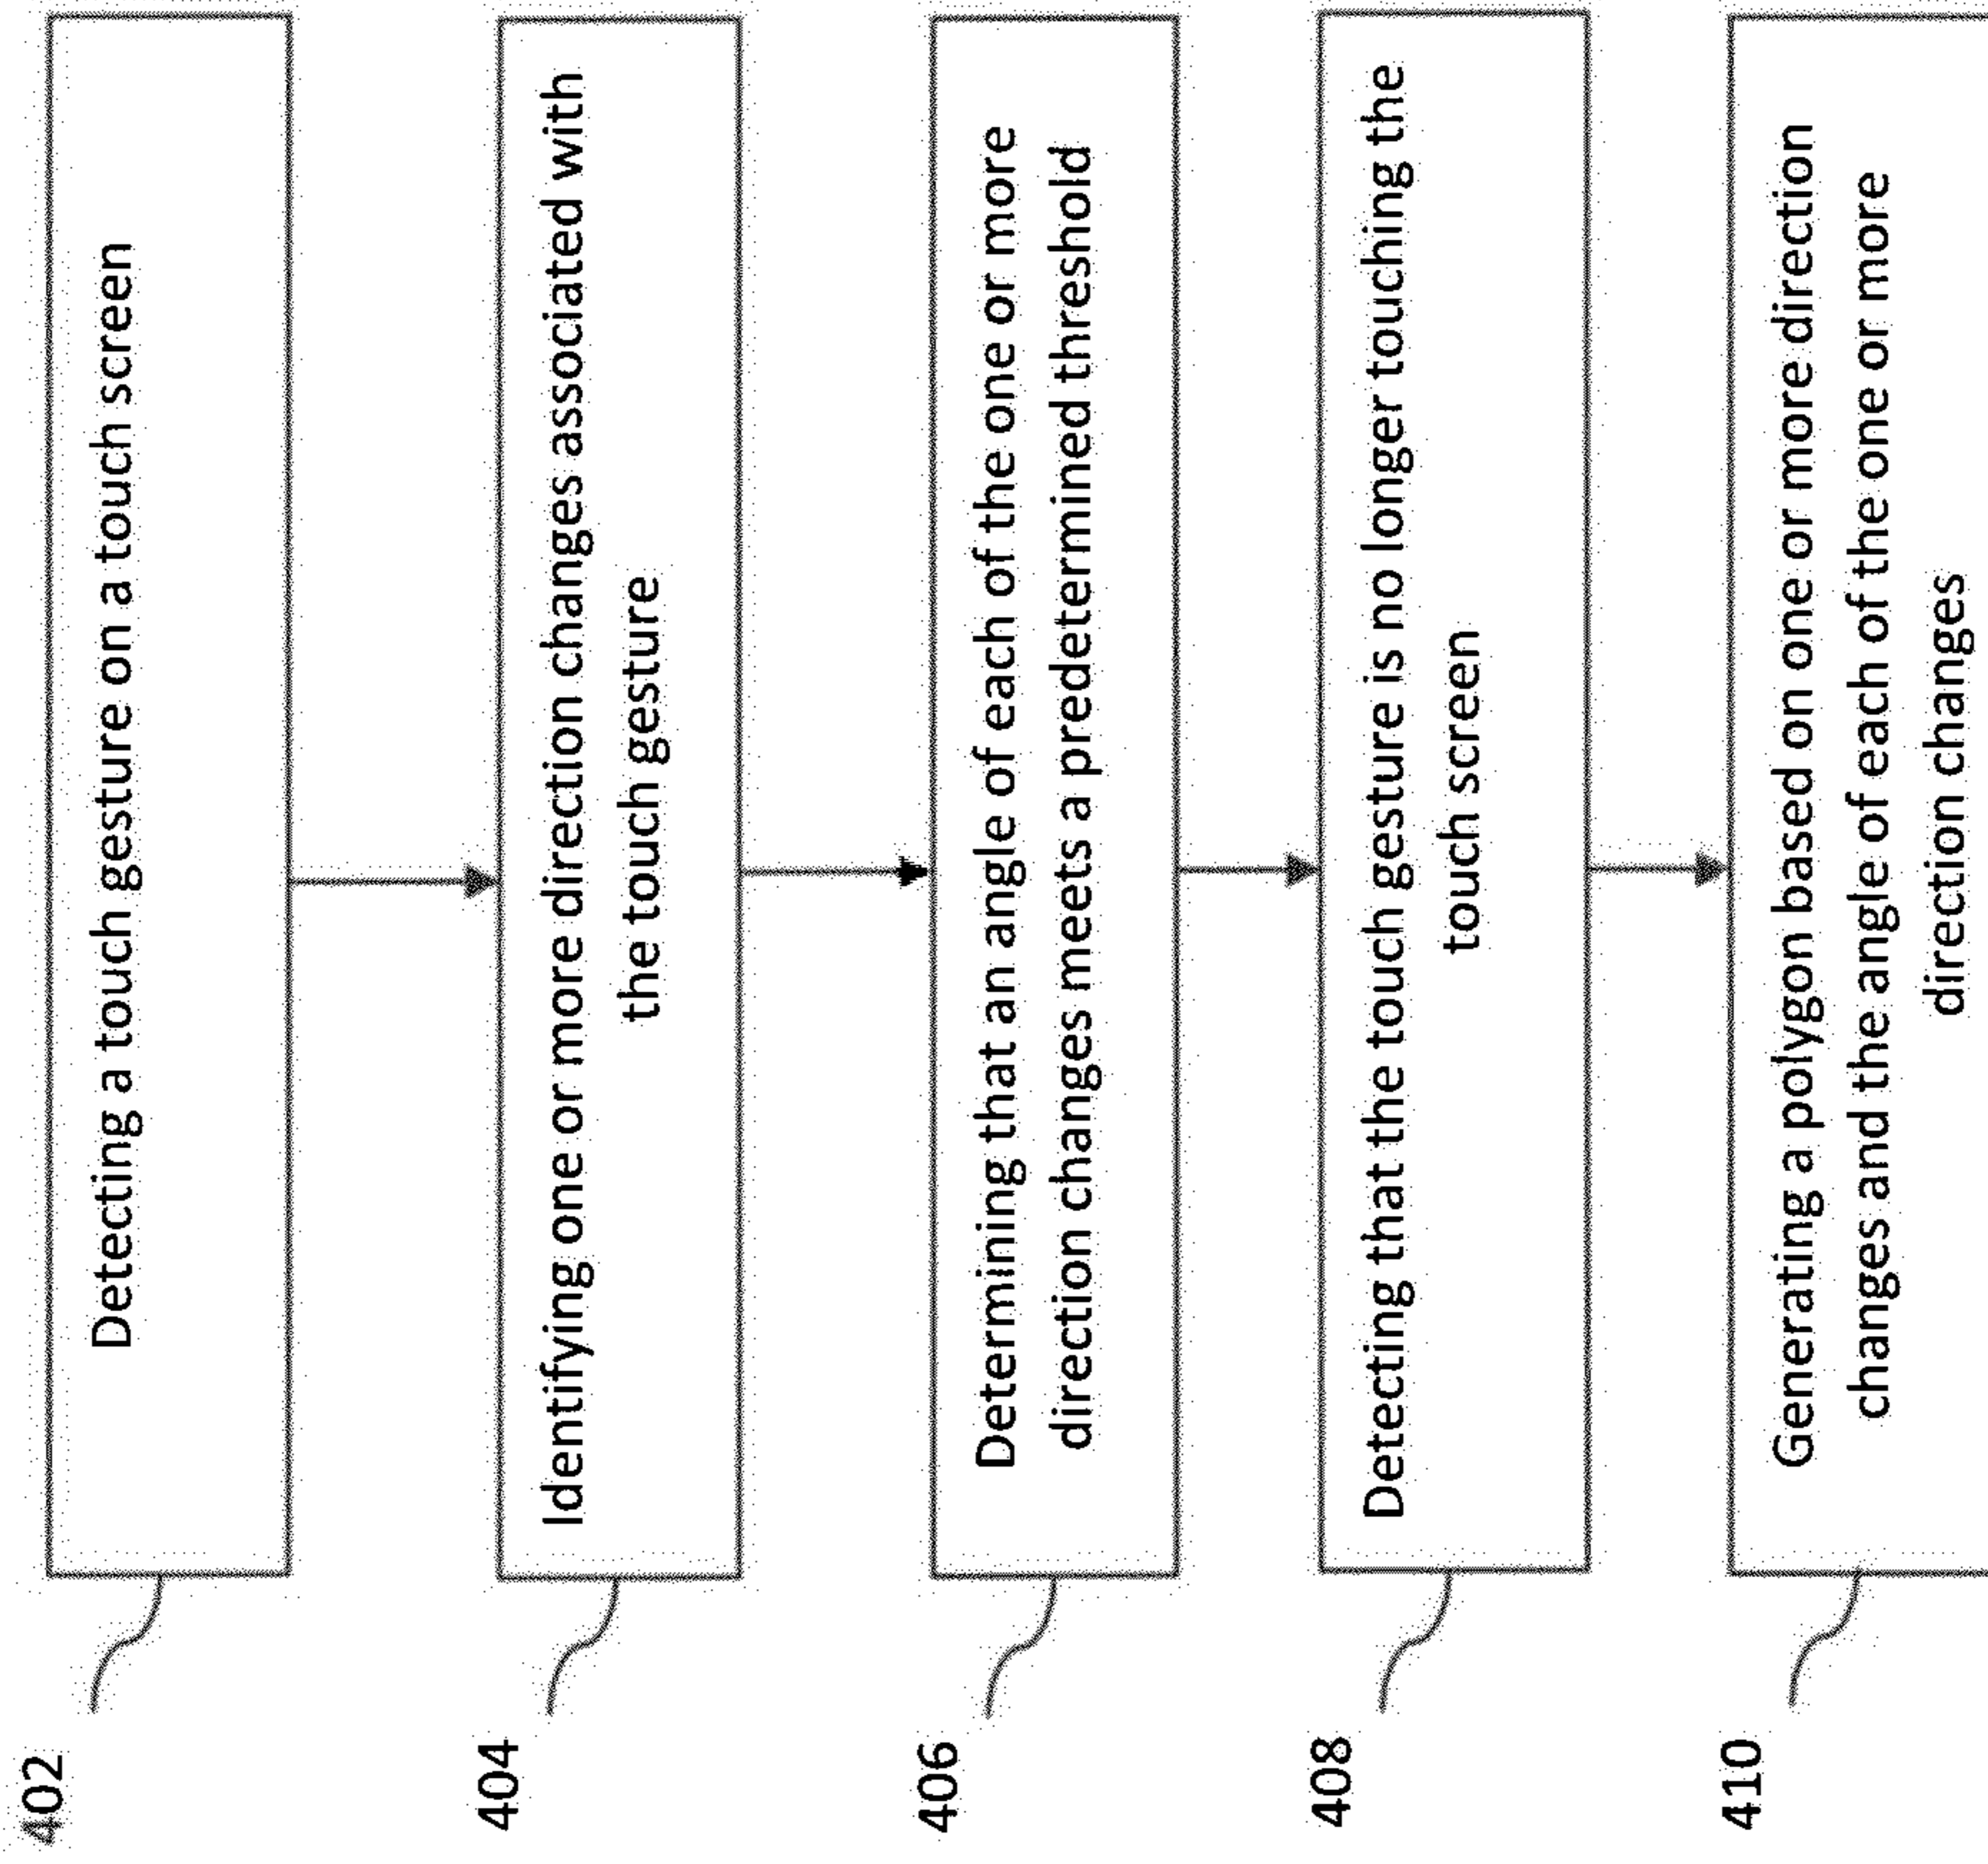 402
Detecting a touch gesture on a touch screen
404
Identifying one or more direction changes associated with
the touch gesture
406
Determining that an angle of each of the one or more
direction changes meets a predetermined threshold
408
Detecting that the touch gesture is no longer touching the
touch screen
410
Generating a polygon based on one or more direction
changes and the angle of each of the one or more
direction changes